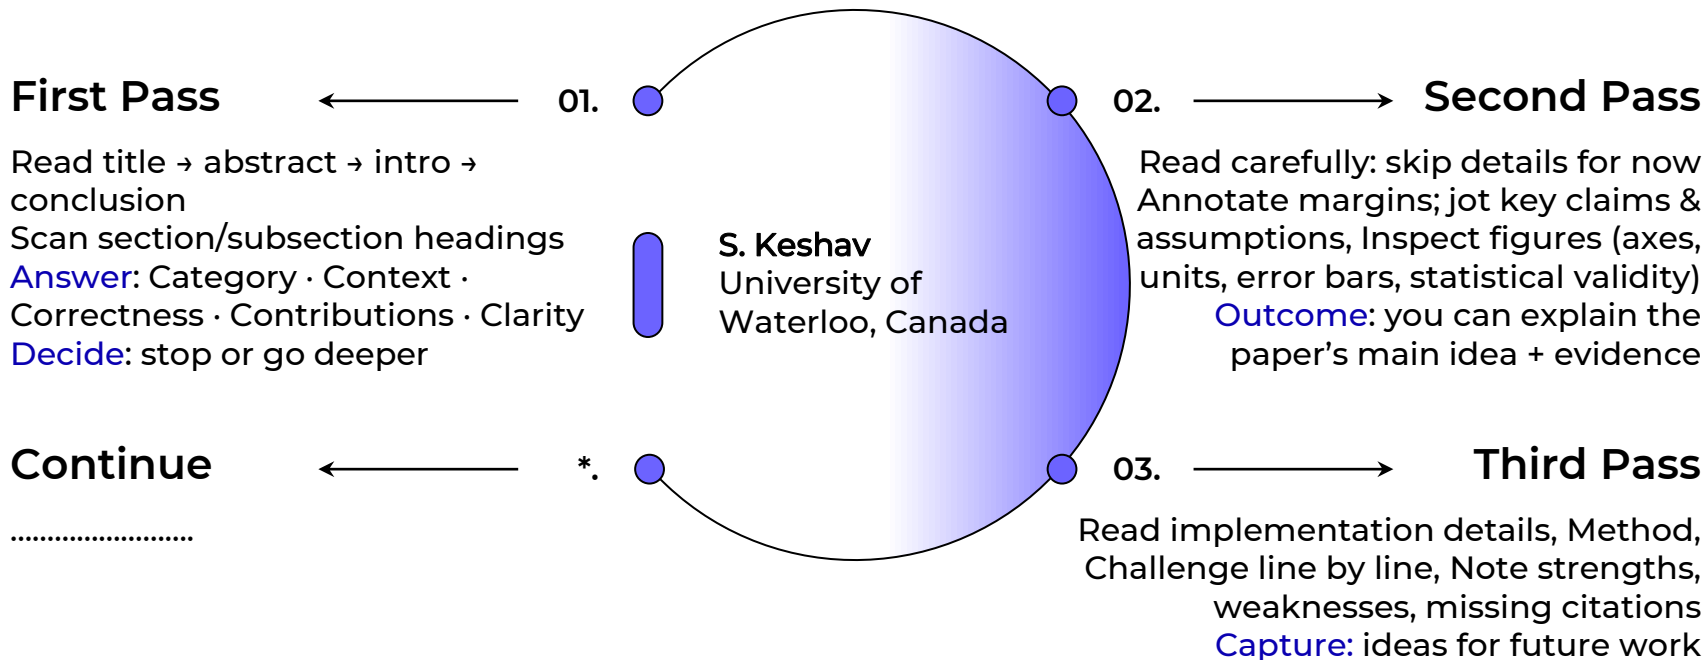 First Pass
01.
Read title → abstract → intro →
conclusion
Scan section/subsection headings
Answer: Category · Context ·
Correctness · Contributions · Clarity
Decide: stop or go deeper
02.
Second Pass
Read carefully: skip details for now
Annotate margins; jot key claims &
assumptions, Inspect figures (axes,
units, error bars, statistical validity)
Outcome: you can explain the
paper's main idea + evidence
S. Keshav
University of
Waterloo, Canada
Continue
*.
.........................
03.
Third Pass
Read implementation details, Method,
Challenge line by line, Note strengths,
weaknesses, missing citations
Capture: ideas for future work